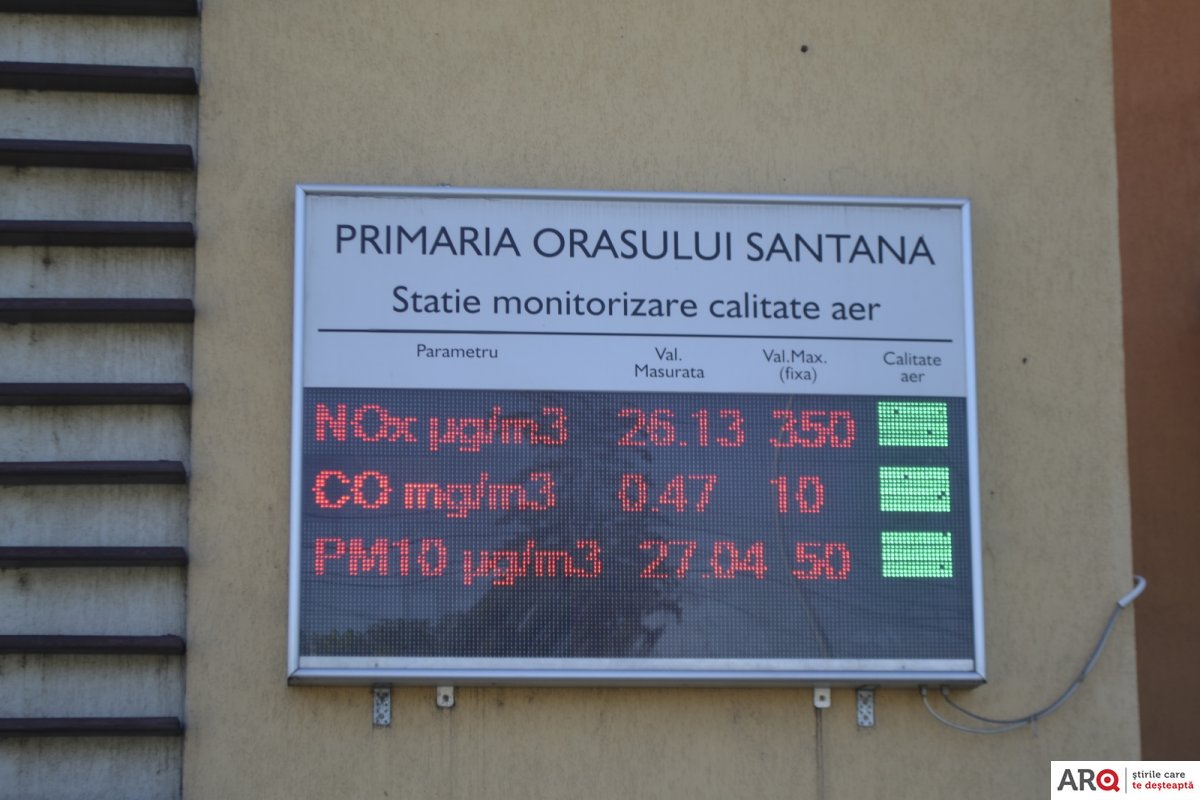 PRIMARIA ORASULUI SANTANA
Statie monitorizare calitate aer
Parametru Val. Masurata Val.Max. (fixa) Calitate aer
NOx µg/m3 26.13 350
CO mg/m3 0.47 10
PM10 µg/m3 27.04 50
ARQ
știrile care
te deșteaptă